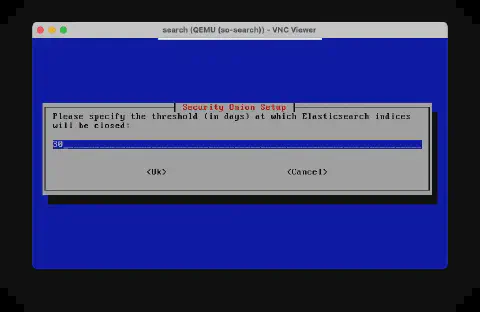 search (QEMU (so-search)) - VNC Viewer
Security Onion Setup
Please specify the threshold (in days) at which Elasticsearch indices
will be closed:
30
<Ok> <Cancel>